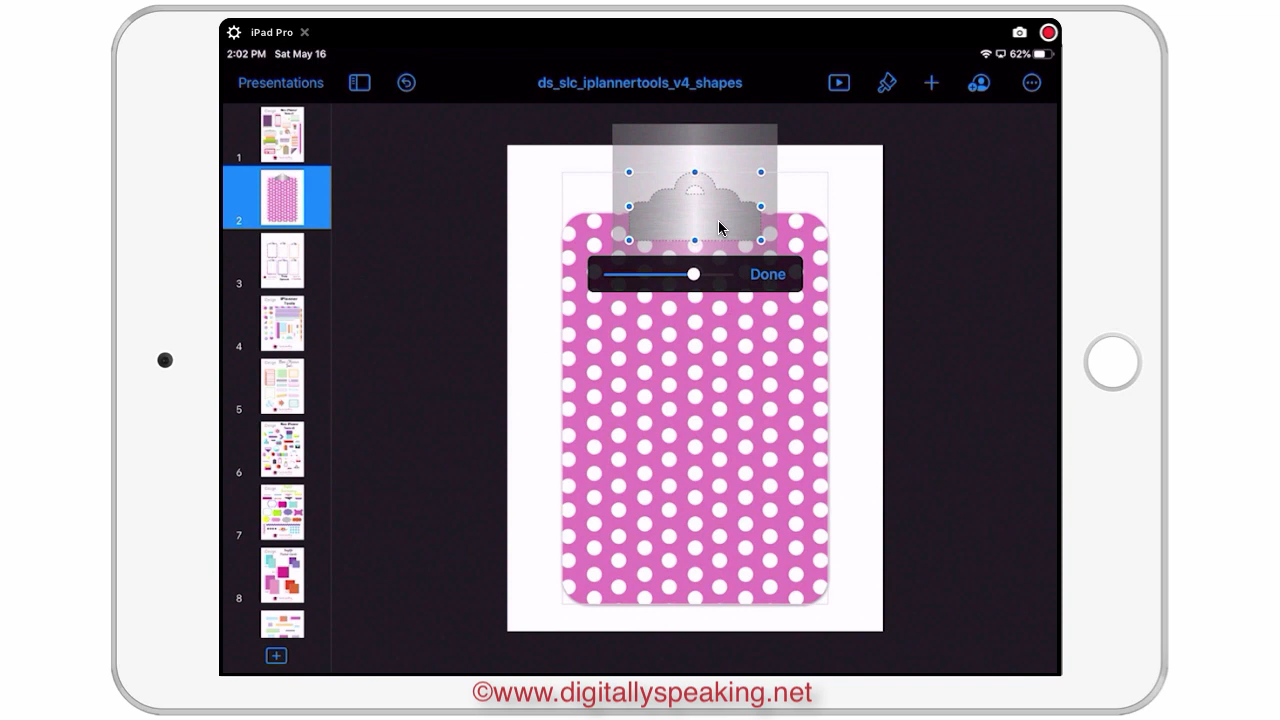 iPad Pro
2:02 PM Sat May 16
62%
Presentations
ds_slc_iplannertools_v4_shapes
1
2
3
4
5
6
7
8
Done
©www.digitallyspeaking.net